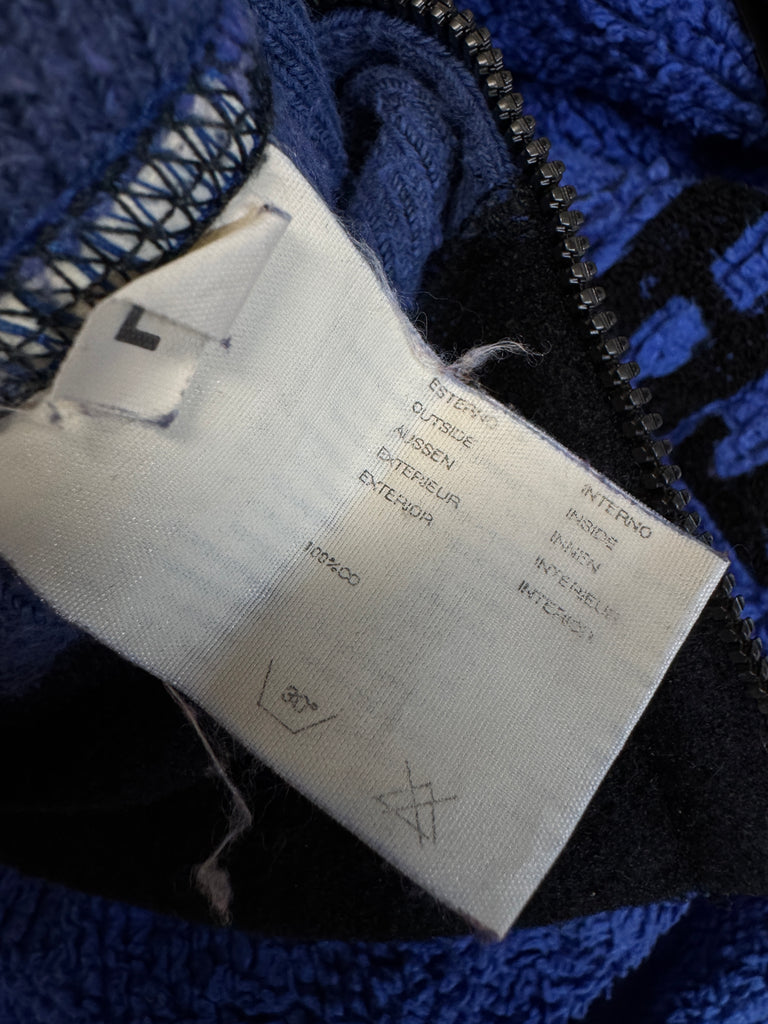 L
ESTERNO
OUTSIDE
AUSSEN
EXTERIEUR
EXTERIOR
INTERNO
INSIDE
INNEN
INTERIEUR
INTERIOR
100%CO
30°